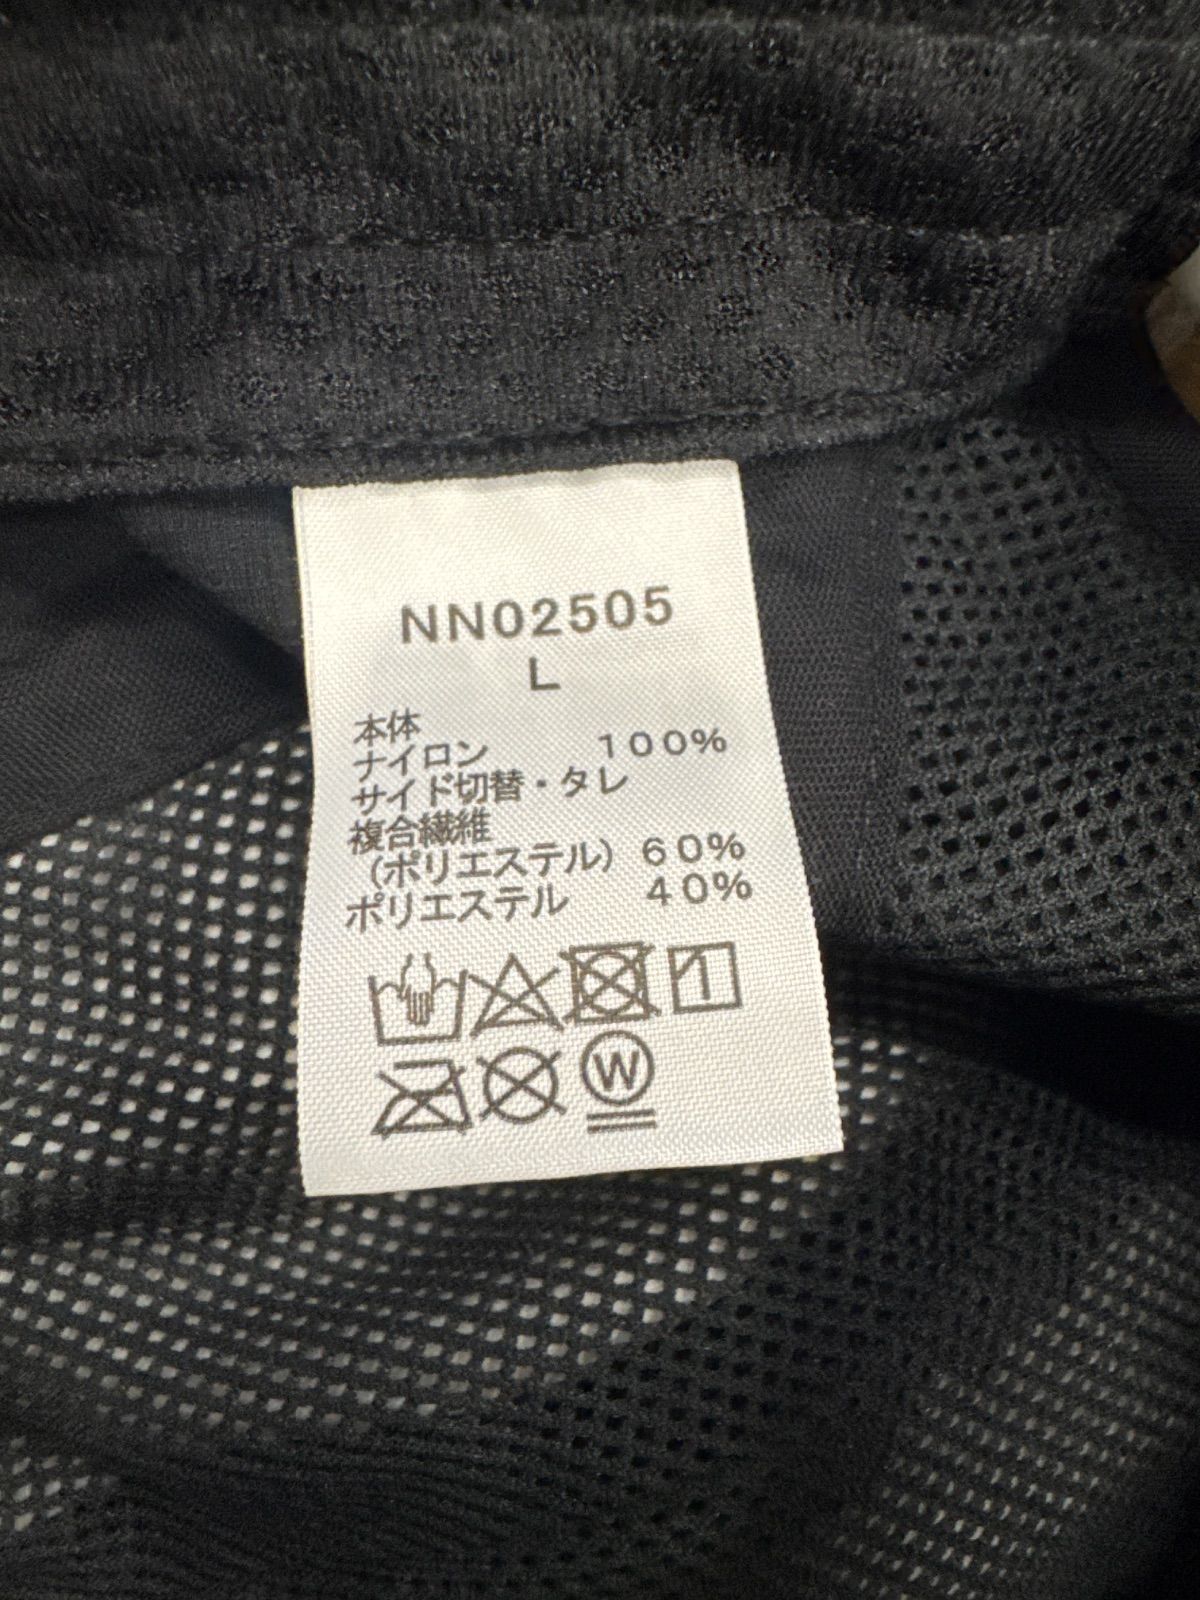 NN02505
L
本体
ナイロン 100%
サイド切替・タレ
複合繊維
(ポリエステル) 60%
ポリエステル 40%
W